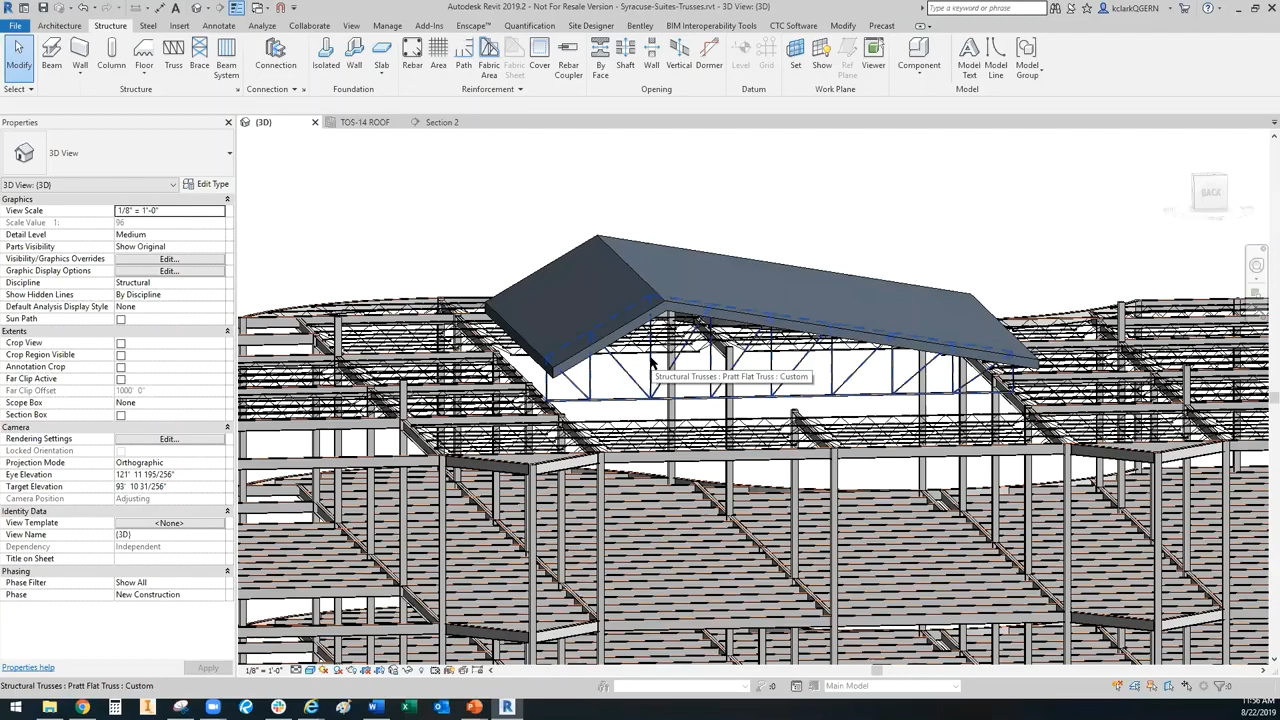 Autodesk Revit 2019.2 - Not For Resale Version - Syracuse-Suites-Trusses.rvt - 3D View: {3D}
Type a keyword or phrase
kclarkQGERN
File Architecture Structure Steel Systems Insert Annotate Analyze Massing & Site Collaborate View Manage Add-Ins Enscape™ Quantification Site Designer Bentley BIM Interoperability Tools CTC Software Modify Precast
Modify Beam Wall Column Floor Truss Brace Beam System Connection Isolated Wall Slab Rebar Area Path Fabric Area Fabric Sheet Cover Rebar Coupler By Face Shaft Wall Vertical Dormer Level Grid Set Show Ref Plane Viewer Component Model Text Model Line Model Group
Select Structure Connection Foundation Reinforcement Opening Datum Work Plane Model
Properties
{3D} TOS-14 ROOF Section 2
3D View
3D View: {3D} Edit Type
Graphics
View Scale 1/8" = 1'-0"
Scale Value 1: 96
Detail Level Medium
Parts Visibility Show Original
Visibility/Graphics Overrides Edit...
Graphic Display Options Edit...
Discipline Structural
Show Hidden Lines By Discipline
Default Analysis Display Style None
Sun Path
Extents
Crop View
Crop Region Visible
Annotation Crop
Far Clip Active
Far Clip Offset 1000' 0"
Scope Box None
Section Box
Camera
Rendering Settings Edit...
Locked Orientation
Projection Mode Orthographic
Eye Elevation 121' 11 195/256"
Target Elevation 93' 10 31/256"
Camera Position Adjusting
Identity Data
View Template <None>
View Name {3D}
Dependency Independent
Title on Sheet
Phasing
Phase Filter Show All
Phase New Construction
Properties help Apply
BACK
Structural Trusses : Pratt Flat Truss : Custom
1/8" = 1'-0"
Structural Trusses : Pratt Flat Truss : Custom
:0
Main Model
:0
11:56 AM
8/22/2019